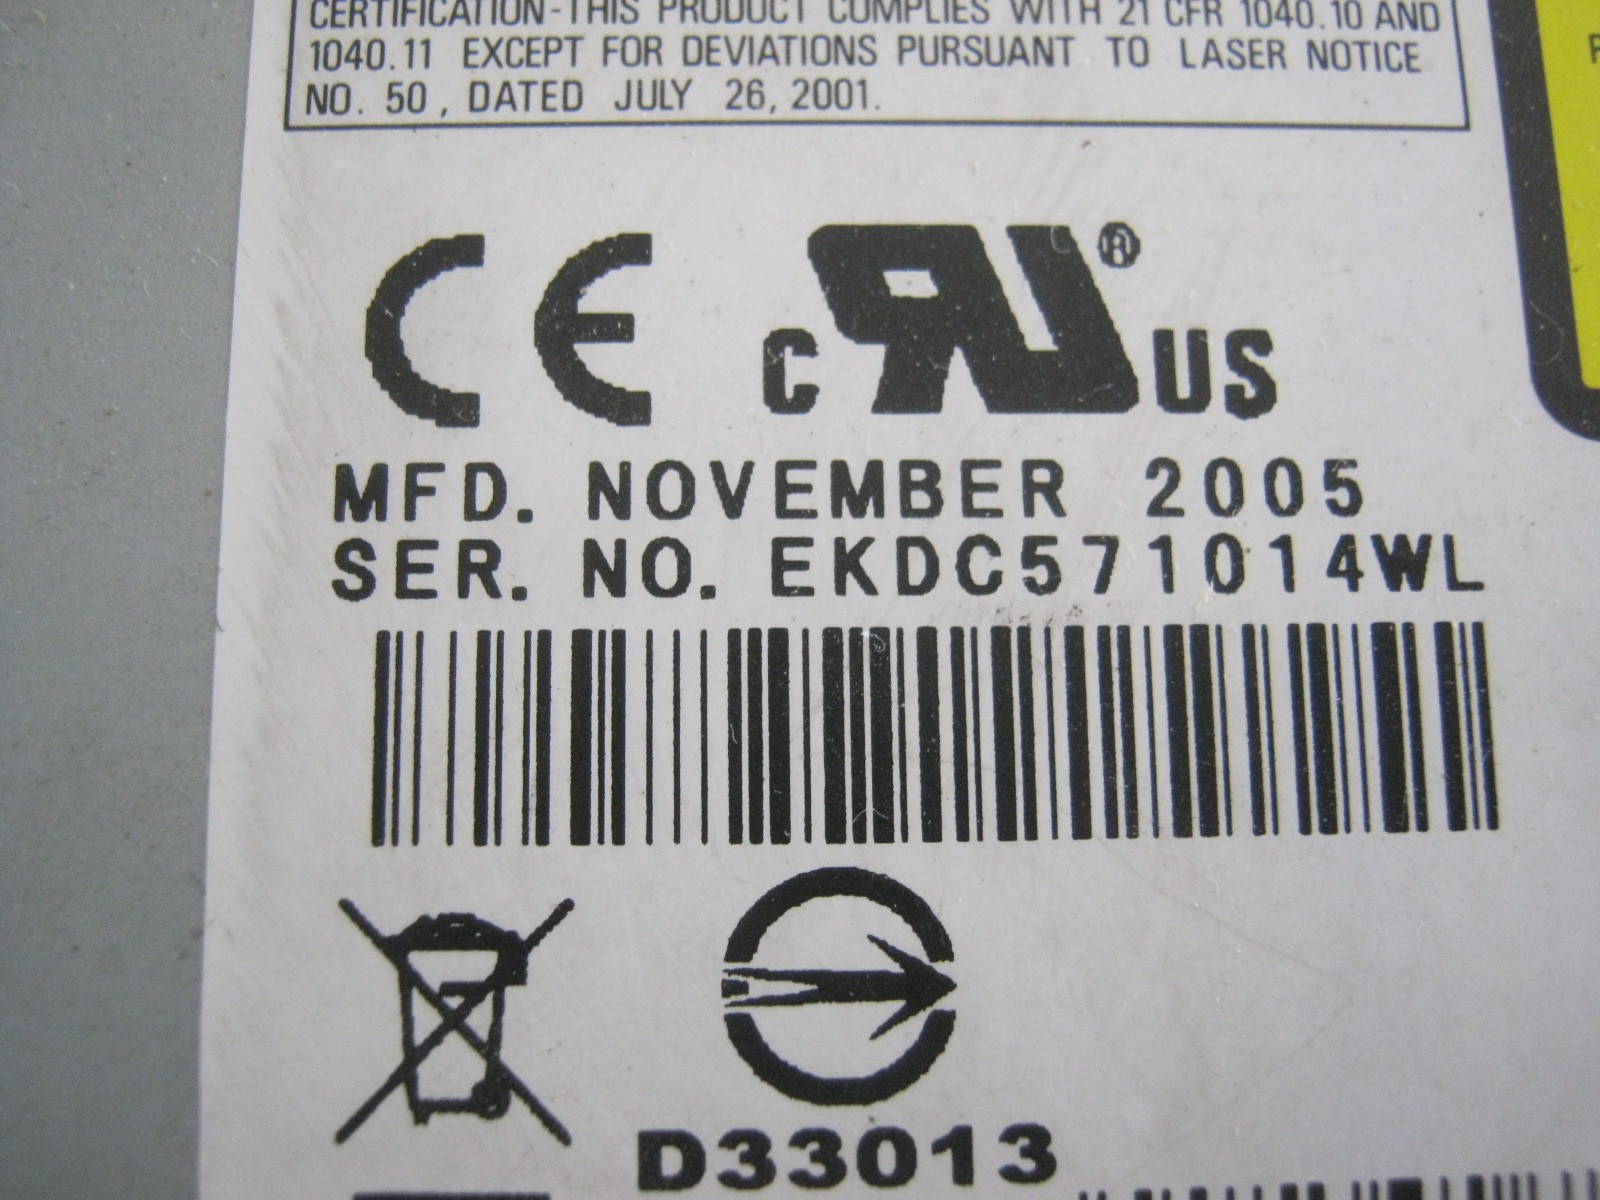 CERTIFICATION-THIS PRODUCT COMPLIES WITH 21 CFR 1040.10 AND
1040.11 EXCEPT FOR DEVIATIONS PURSUANT TO LASER NOTICE
NO. 50, DATED JULY 26, 2001.
CE C RU ® US
MFD. NOVEMBER 2005
SER. NO. EKDC571014WL
D33013